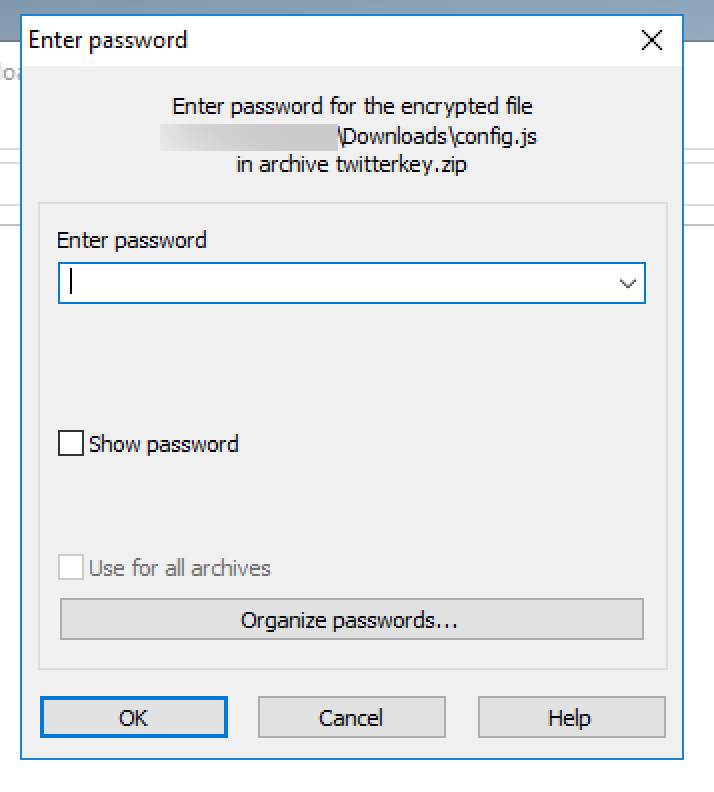 Enter password
Enter password for the encrypted file
\Downloads\config.js
in archive twitterkey.zip
Enter password
Show password
Use for all archives
Organize passwords...
OK
Cancel
Help